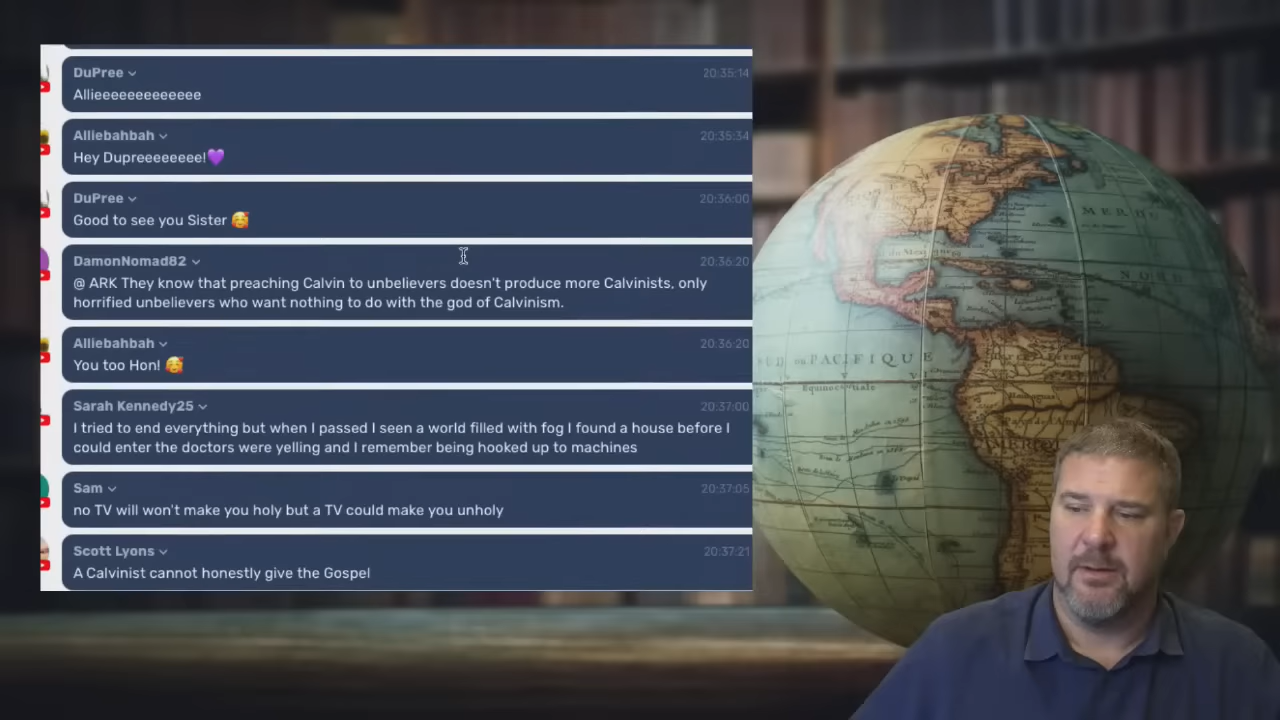 DuPree 20:35:14
Allieeeeeeeeeeeee
Alliebahbah 20:35:34
Hey Dupreeeeeeee!💜
DuPree 20:36:00
Good to see you Sister 🥰
DamonNomad82 20:36:20
@ ARK They know that preaching Calvin to unbelievers doesn't produce more Calvinists, only
horrified unbelievers who want nothing to do with the god of Calvinism.
Alliebahbah 20:36:20
You too Hon! 🥰
Sarah Kennedy25 20:37:00
I tried to end everything but when I passed I seen a world filled with fog I found a house before I
could enter the doctors were yelling and I remember being hooked up to machines
Sam 20:37:05
no TV will won't make you holy but a TV could make you unholy
Scott Lyons 20:37:21
A Calvinist cannot honestly give the Gospel
MER DU
NORD
SUD ou PACIFIQUE